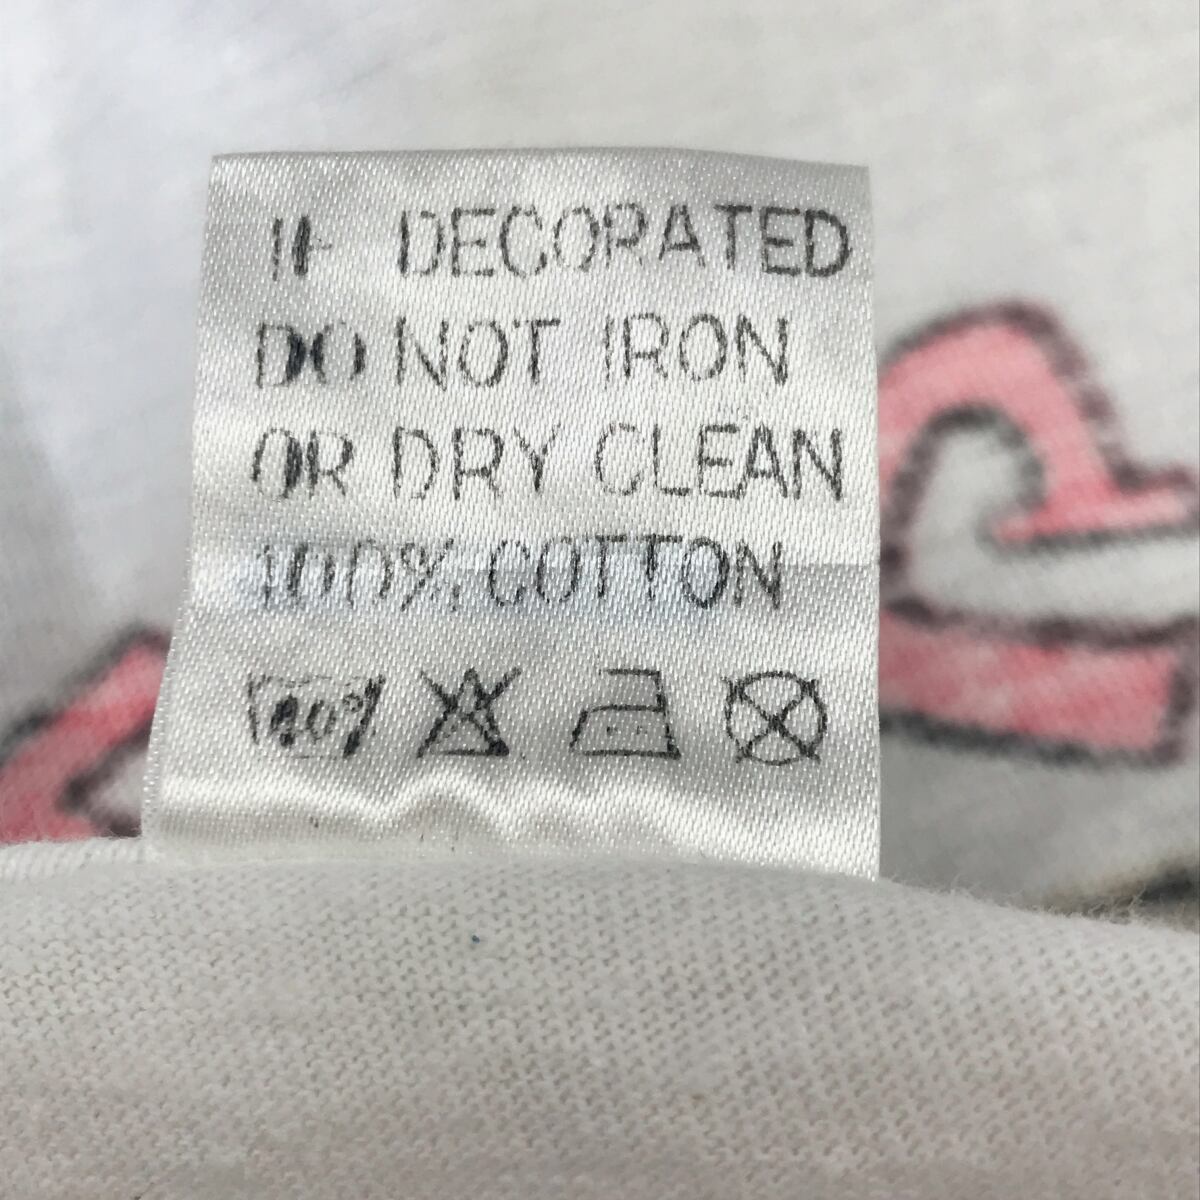 IF DECORATED
DO NOT IRON
OR DRY CLEAN
100% COTTON